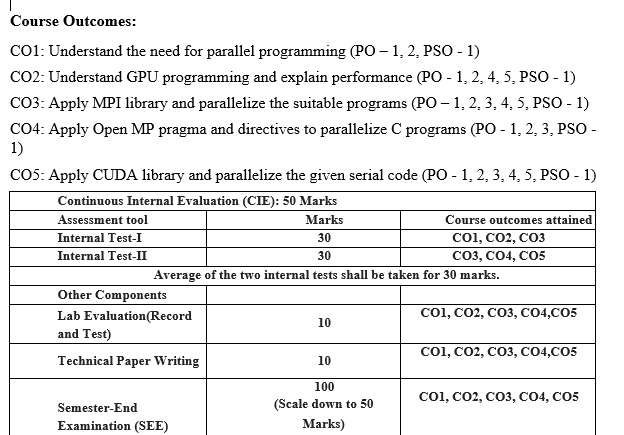 Course Outcomes:
CO1: Understand the need for parallel programming (PO – 1, 2, PSO - 1)
CO2: Understand GPU programming and explain performance (PO - 1, 2, 4, 5, PSO - 1)
CO3: Apply MPI library and parallelize the suitable programs (PO – 1, 2, 3, 4, 5, PSO - 1)
CO4: Apply Open MP pragma and directives to parallelize C programs (PO - 1, 2, 3, PSO -
1)
CO5: Apply CUDA library and parallelize the given serial code (PO - 1, 2, 3, 4, 5, PSO - 1)
Continuous Internal Evaluation (CIE): 50 Marks
Assessment tool Marks Course outcomes attained
Internal Test-I 30 CO1, CO2, CO3
Internal Test-II 30 CO3, CO4, CO5
Average of the two internal tests shall be taken for 30 marks.
Other Components
Lab Evaluation(Record
and Test) 10 CO1, CO2, CO3, CO4,CO5
Technical Paper Writing 10 CO1, CO2, CO3, CO4,CO5
Semester-End
Examination (SEE)
100
(Scale down to 50
Marks)
CO1, CO2, CO3, CO4, CO5